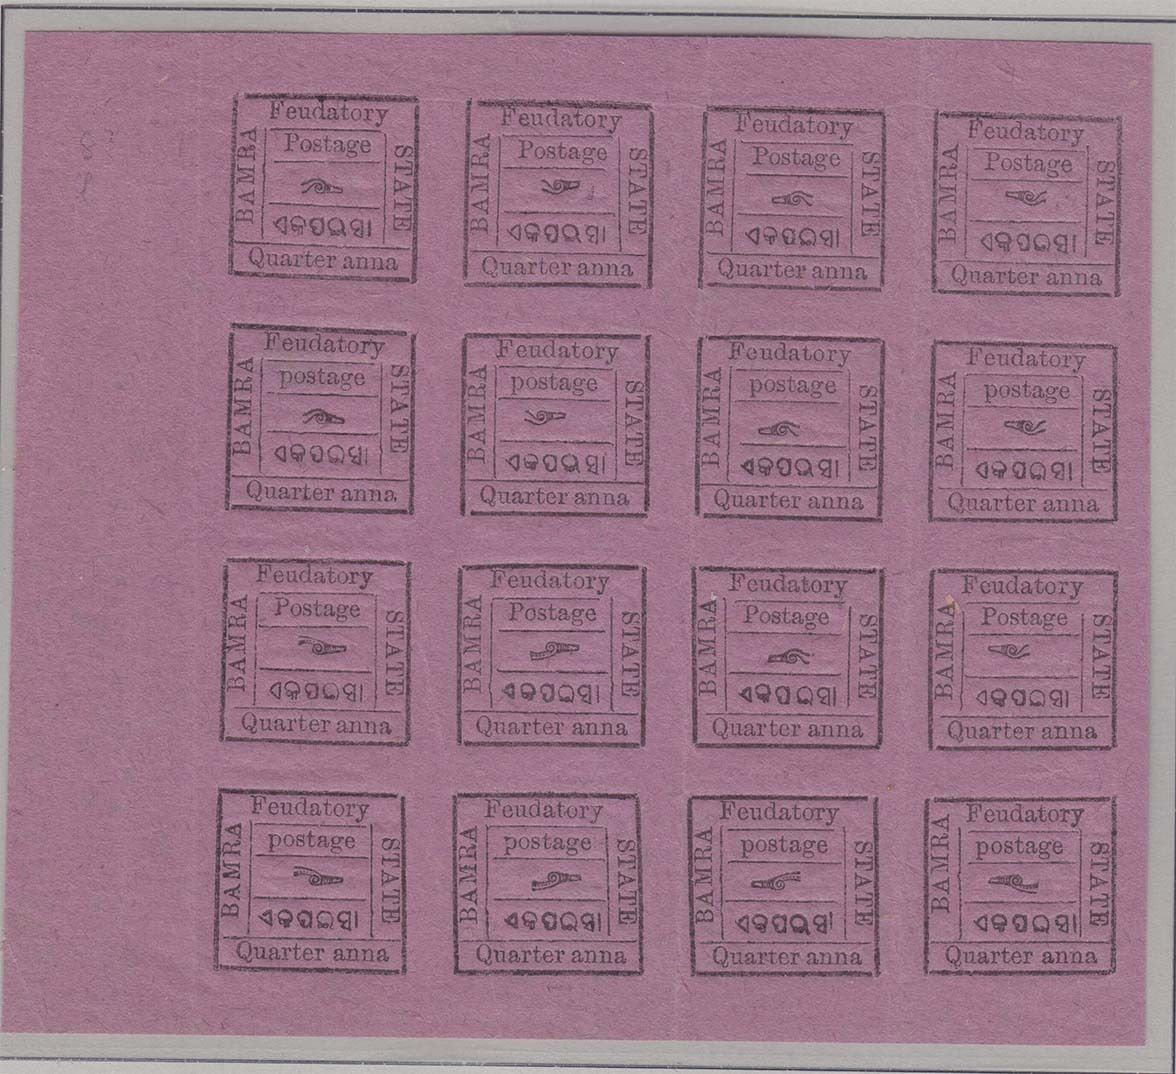 Feudatory
BAMRA
Postage
STATE
ଏକପଇସା
Quarter anna
Feudatory
BAMRA
Postage
STATE
ଏକପଇସା
Quarter anna
Feudatory
BAMRA
Postage
STATE
ଏକପଇସା
Quarter anna
Feudatory
BAMRA
Postage
STATE
ଏକପଇସା
Quarter anna
Feudatory
BAMRA
postage
STATE
ଏକପଇସା
Quarter anna
Feudatory
BAMRA
postage
STATE
ଏକପଇସା
Quarter anna
Feudatory
BAMRA
postage
STATE
ଏକପଇସା
Quarter anna
Feudatory
BAMRA
postage
STATE
ଏକପଇସା
Quarter anna
Feudatory
BAMRA
Postage
STATE
ଏକପଇସା
Quarter anna
Feudatory
BAMRA
Postage
STATE
ଏକପଇସା
Quarter anna
Feudatory
BAMRA
Postage
STATE
ଏକପଇସା
Quarter anna
Feudatory
BAMRA
Postage
STATE
ଏକପଇସା
Quarter anna
Feudatory
BAMRA
postage
STATE
ଏକପଇସା
Quarter anna
Feudatory
BAMRA
postage
STATE
ଏକପଇସା
Quarter anna
Feudatory
BAMRA
postage
STATE
ଏକପଇସା
Quarter anna
Feudatory
BAMRA
postage
STATE
ଏକପଇସା
Quarter anna